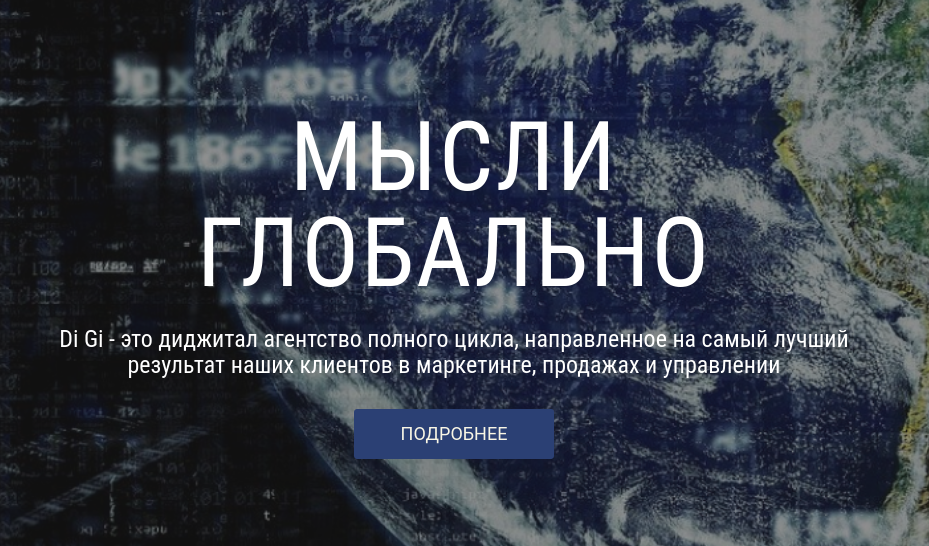 МЫСЛИ
ГЛОБАЛЬНО
Di Gi - это диджитал агентство полного цикла, направленное на самый лучший
результат наших клиентов в маркетинге, продажах и управлении
ПОДРОБНЕЕ